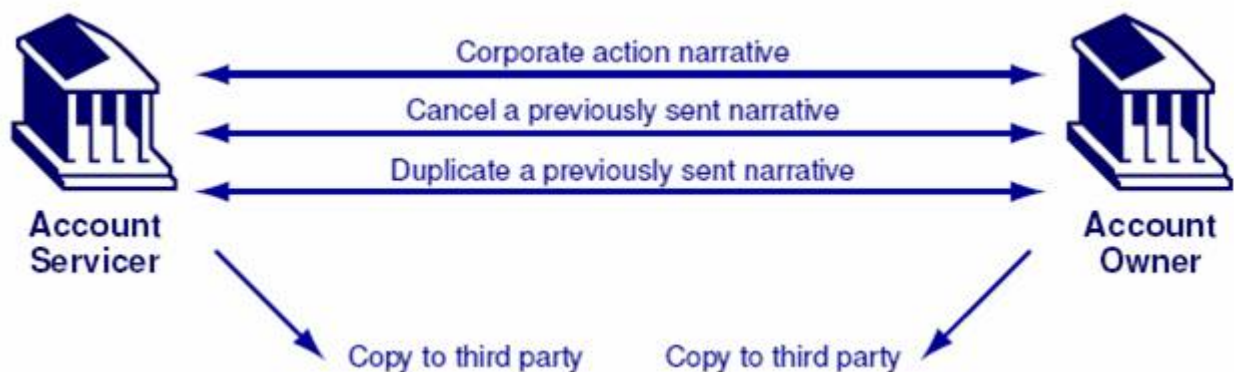 Corporate action narrative
Cancel a previously sent narrative
Duplicate a previously sent narrative
Account
Servicer
Account
Owner
Copy to third party
Copy to third party